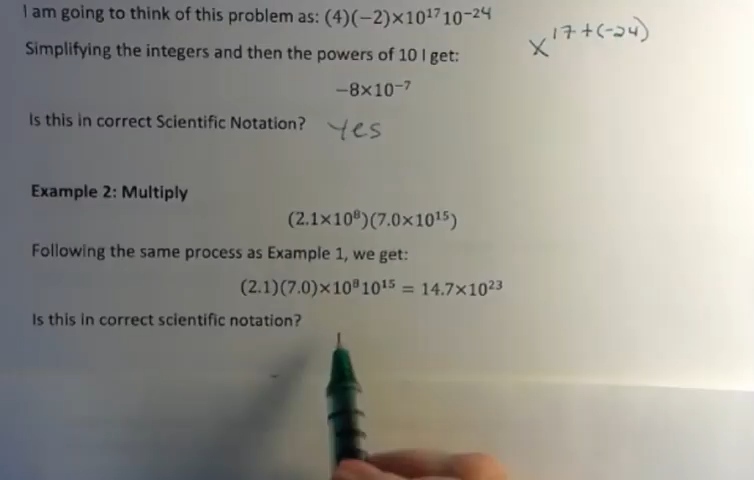 I am going to think of this problem as: (4)(−2)×10¹⁷10⁻²⁴
x¹⁷⁺⁽⁻²⁴⁾
Simplifying the integers and then the powers of 10 I get:
−8×10⁻⁷
Is this in correct Scientific Notation? Yes
Example 2: Multiply
(2.1×10⁸)(7.0×10¹⁵)
Following the same process as Example 1, we get:
(2.1)(7.0)×10⁸10¹⁵ = 14.7×10²³
Is this in correct scientific notation?